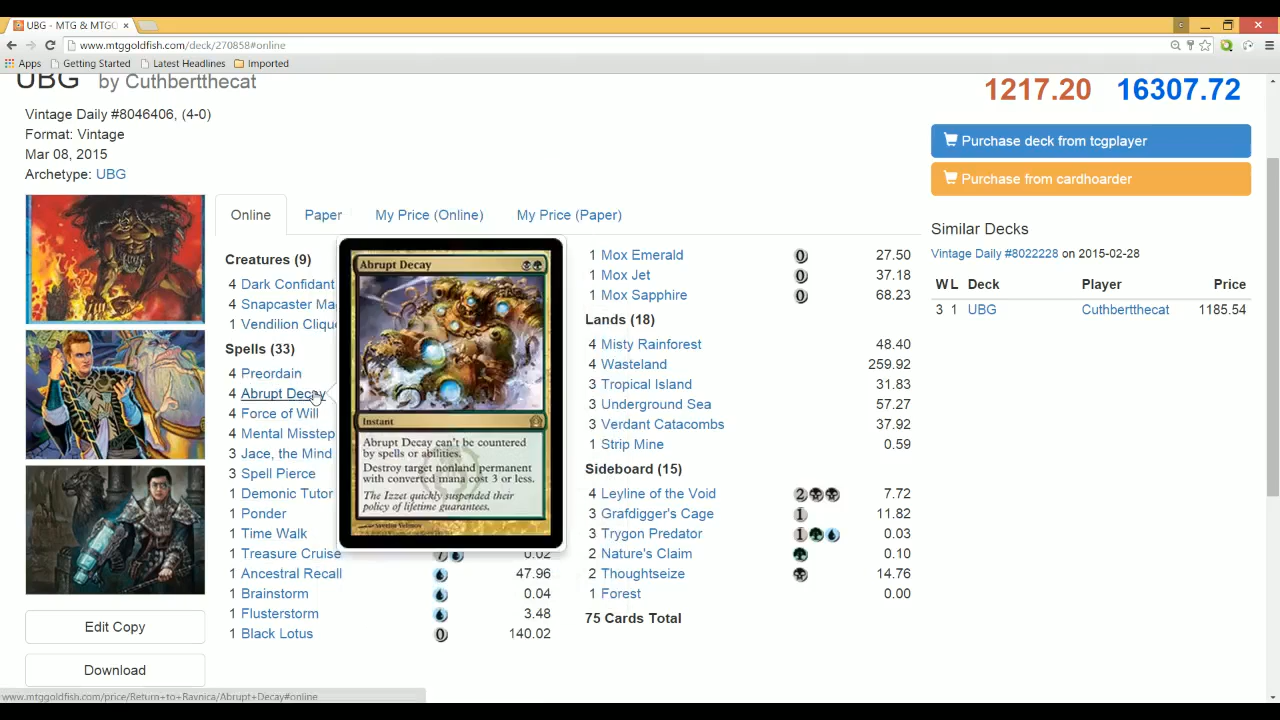 UBG - MTG & MTGO
www.mtggoldfish.com/deck/270858#online
Apps Getting Started Latest Headlines Imported
UBG by Cuthbertthecat
1217.20 16307.72
Vintage Daily #8046406, (4-0)
Format: Vintage
Mar 08, 2015
Archetype: UBG
Purchase deck from tcgplayer
Purchase from cardhoarder
Online Paper My Price (Online) My Price (Paper)
Creatures (9)
4 Dark Confidant
4 Snapcaster Ma
1 Vendilion Cliqu
Spells (33)
4 Preordain
4 Abrupt Decay
4 Force of Will
4 Mental Misstep
3 Jace, the Mind
3 Spell Pierce
1 Demonic Tutor
1 Ponder
1 Time Walk
1 Treasure Cruise 7 0.02
1 Ancestral Recall 47.96
1 Brainstorm 0.04
1 Flusterstorm 3.48
1 Black Lotus 0 140.02
Abrupt Decay
Instant
Abrupt Decay can't be countered
by spells or abilities.
Destroy target nonland permanent
with converted mana cost 3 or less.
The Izzet quickly suspended their
policy of lifetime guarantees.
1 Mox Emerald 0 27.50
1 Mox Jet 0 37.18
1 Mox Sapphire 0 68.23
Lands (18)
4 Misty Rainforest 48.40
4 Wasteland 259.92
3 Tropical Island 31.83
3 Underground Sea 57.27
3 Verdant Catacombs 37.92
1 Strip Mine 0.59
Sideboard (15)
4 Leyline of the Void 2 7.72
3 Grafdigger's Cage 1 11.82
3 Trygon Predator 1 0.03
2 Nature's Claim 0.10
2 Thoughtseize 14.76
1 Forest 0.00
75 Cards Total
Similar Decks
Vintage Daily #8022228 on 2015-02-28
W L Deck Player Price
3 1 UBG Cuthbertthecat 1185.54
Edit Copy
Download
www.mtggoldfish.com/price/Return+to+Ravnica/Abrupt+Decay#online